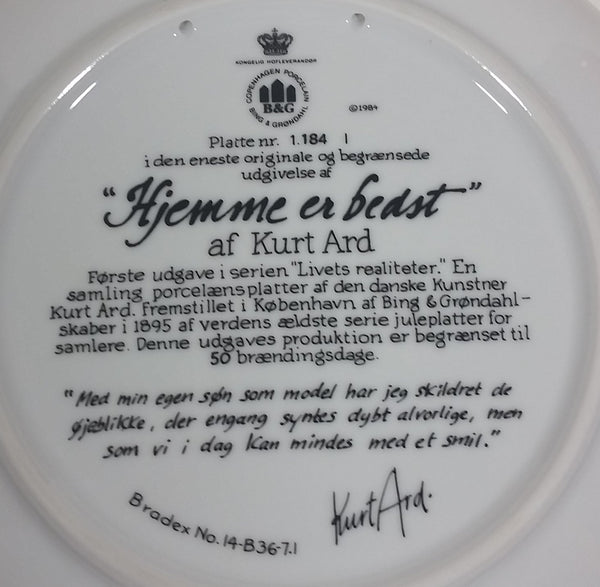 KONGELIG HOFLEVERANDØR
COPENHAGEN PORCELAIN
B&G
BING & GRØNDAHL
©1984
Platte nr. 1.184 I
i den eneste originale og begrænsede
udgivelse af
"Hjemme er bedst"
af Kurt Ard
Første udgave i serien "Livets realiteter." En
samling porcelænsplatter af den danske Kunstner
Kurt Ard. Fremstillet i København af Bing & Grøndahl-
skaber i 1895 af verdens ældste serie juleplatter for
samlere. Denne udgaves produktion er begrænset til
50 brændingsdage.
"Med min egen søn som model har jeg skildret de
øjeblikke, der engang syntes dybt alvorlige, men
som vi i dag kan mindes med et smil."
Kurt Ard.
Bradex No. 14-B36-7.1